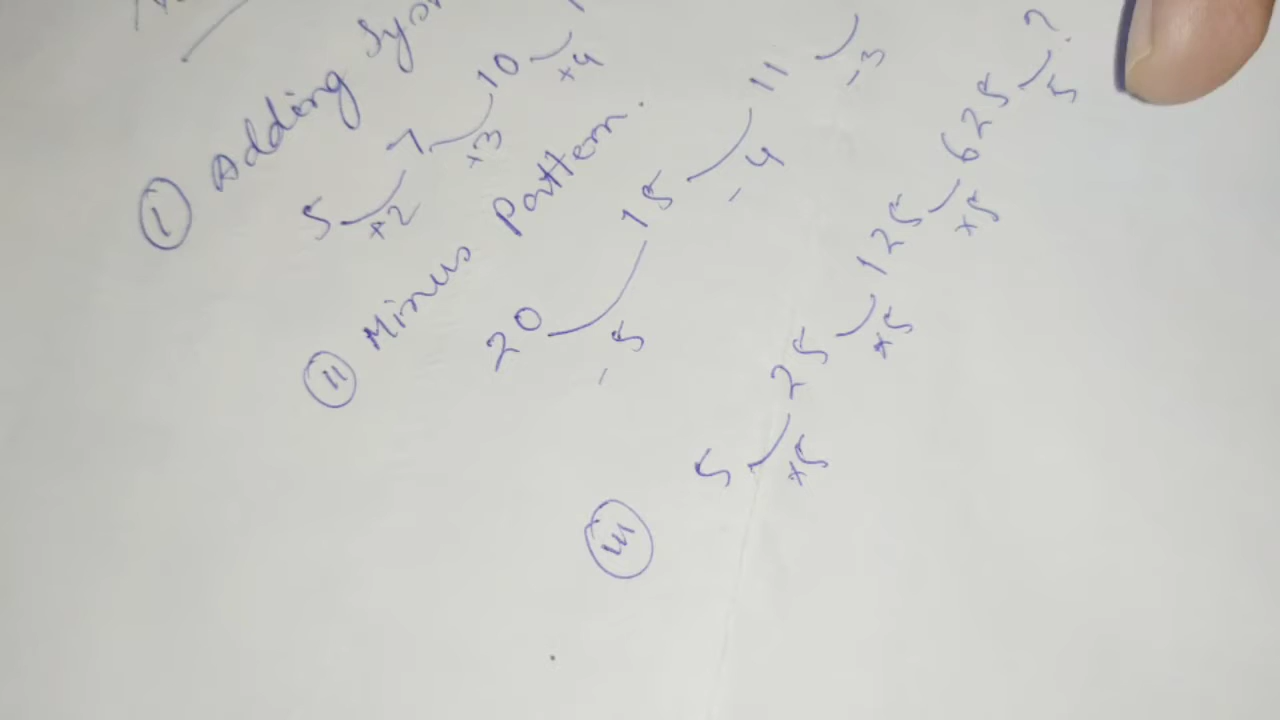 I Adding
5 7 10
+2 +3 +4
II Minus Pattern.
20 15 11
-5 -4 -3
III 5 25 125 625 ?
×5 ×5 ×5 5